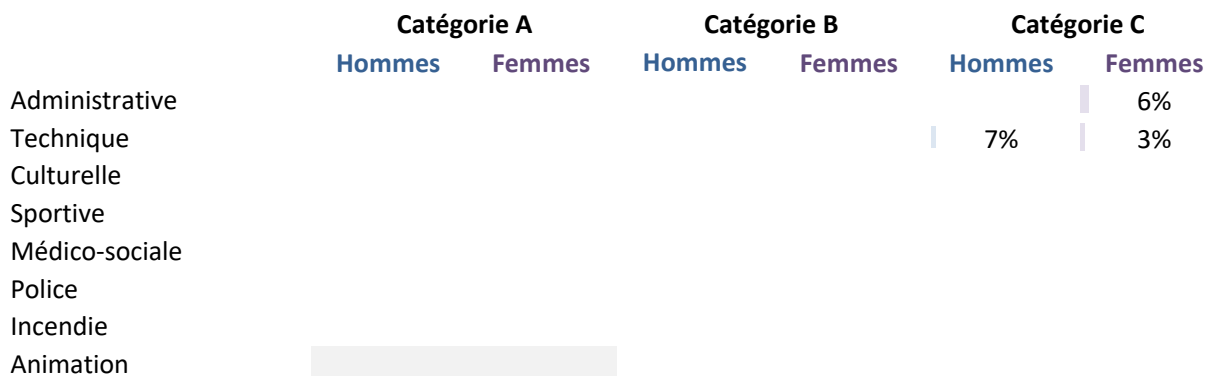 Catégorie A Catégorie B Catégorie C
Hommes Femmes Hommes Femmes Hommes Femmes
Administrative 6%
Technique 7% 3%
Culturelle
Sportive
Médico-sociale
Police
Incendie
Animation